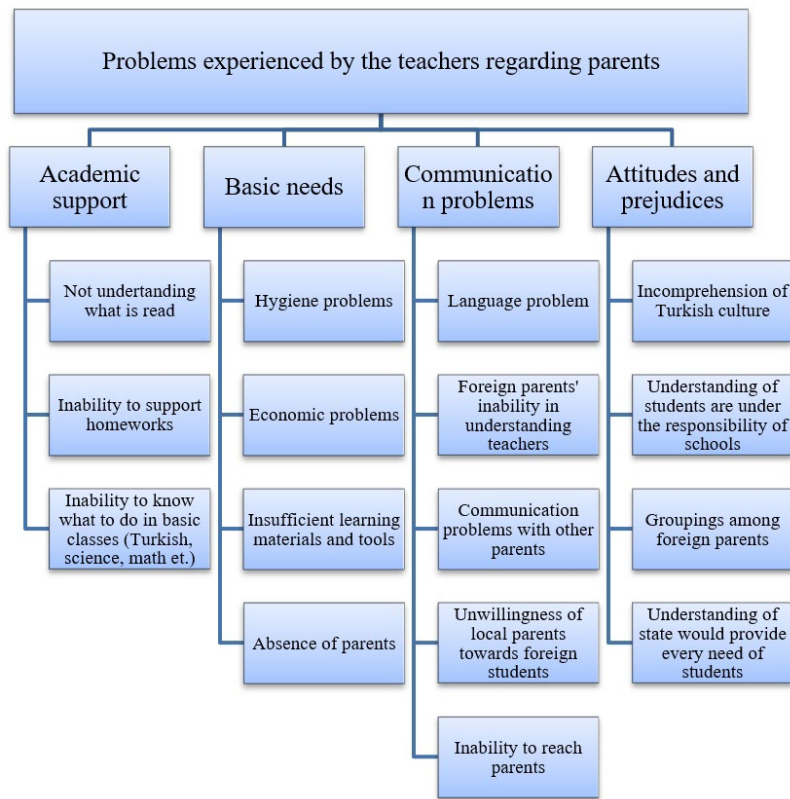 Problems experienced by the teachers regarding parents
Academic
support
Not undertanding
what is read
Inability to support
homeworks
Inability to know
what to do in basic
classes (Turkish,
science, math et.)
Basic needs
Hygiene problems
Economic problems
Insufficient learning
materials and tools
Absence of parents
Communicatio
n problems
Language problem
Foreign parents'
inability in
understanding
teachers
Communication
problems with other
parents
Unwillingness of
local parents
towards foreign
students
Inability to reach
parents
Attitudes and
prejudices
Incomprehension of
Turkish culture
Understanding of
students are under
the responsibility of
schools
Groupings among
foreign parents
Understanding of
state would provide
every need of
students